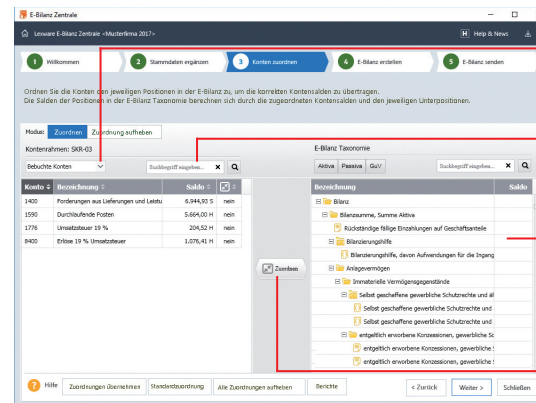 E-Bilanz Zentrale
Lexware E-Bilanz Zentrale <Musterfirma 2017>
H Help & News
1 Willkommen
2 Stammdaten ergänzen
3 Konten zuordnen
4 E-Bilanz erstellen
5 E-Bilanz senden
Ordnen Sie die Konten den jeweiligen Positionen in der E-Bilanz zu, um die korrekten Kontensalden zu übertragen.
Die Salden der Positionen in der E-Bilanz Taxonomie berechnen sich durch die zugeordneten Kontensalden und den jeweiligen Unterpositionen.
Modus: Zuordnen Zuordnung aufheben
Kontenrahmen: SKR-03
E-Bilanz Taxonomie
Bebuchte Konten
Suchbegriff eingeben...
Aktiva Passiva GuV
Suchbegriff eingeben...
Konto Bezeichnung Saldo
Bezeichnung Saldo
1400 Forderungen aus Lieferungen und Leistu 6.944,93 S nein
1590 Durchlaufende Posten 5.664,00 H nein
1776 Umsatzsteuer 19 % 204,52 H nein
8400 Erlöse 19 % Umsatzsteuer 1.076,41 H nein
Bilanz
Bilanzsumme, Summe Aktiva
Rückständige fällige Einzahlungen auf Geschäftsanteile
Bilanzierungshilfe
Bilanzierungshilfe, davon Aufwendungen für die Ingang
Anlagevermögen
Immaterielle Vermögensgegenstände
Selbst geschaffene gewerbliche Schutzrechte und äl
Selbst geschaffene gewerbliche Schutzrechte und
Selbst geschaffene gewerbliche Schutzrechte und
entgeltlich erworbene Konzessionen, gewerbliche Sc
entgeltlich erworbene Konzessionen, gewerbliche S
entgeltlich erworbene Konzessionen, gewerbliche S
Hilfe
Zuordnungen übernehmen
Standardzuordnung
Alle Zuordnungen aufheben
Berichte
< Zurück
Weiter >
Schließen